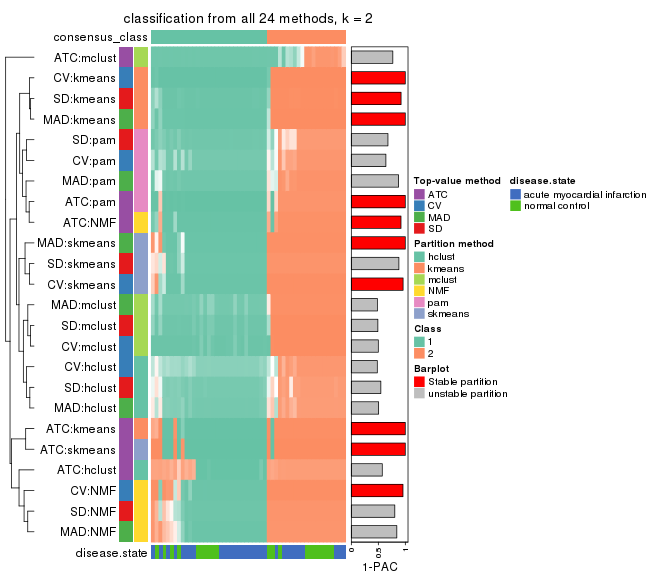 classification from all 24 methods, k = 2
consensus_class
ATC:mclust
CV:kmeans
SD:kmeans
MAD:kmeans
SD:pam
CV:pam
MAD:pam
ATC:pam
ATC:NMF
MAD:skmeans
SD:skmeans
CV:skmeans
MAD:mclust
SD:mclust
CV:mclust
CV:hclust
SD:hclust
MAD:hclust
ATC:kmeans
ATC:skmeans
ATC:hclust
CV:NMF
SD:NMF
MAD:NMF
disease.state
0 0.5 1
1-PAC
Top-value method
ATC
CV
MAD
SD
Partition method
hclust
kmeans
mclust
NMF
pam
skmeans
Class
1
2
Barplot
Stable partition
unstable partition
disease.state
acute myocardial infarction
normal control